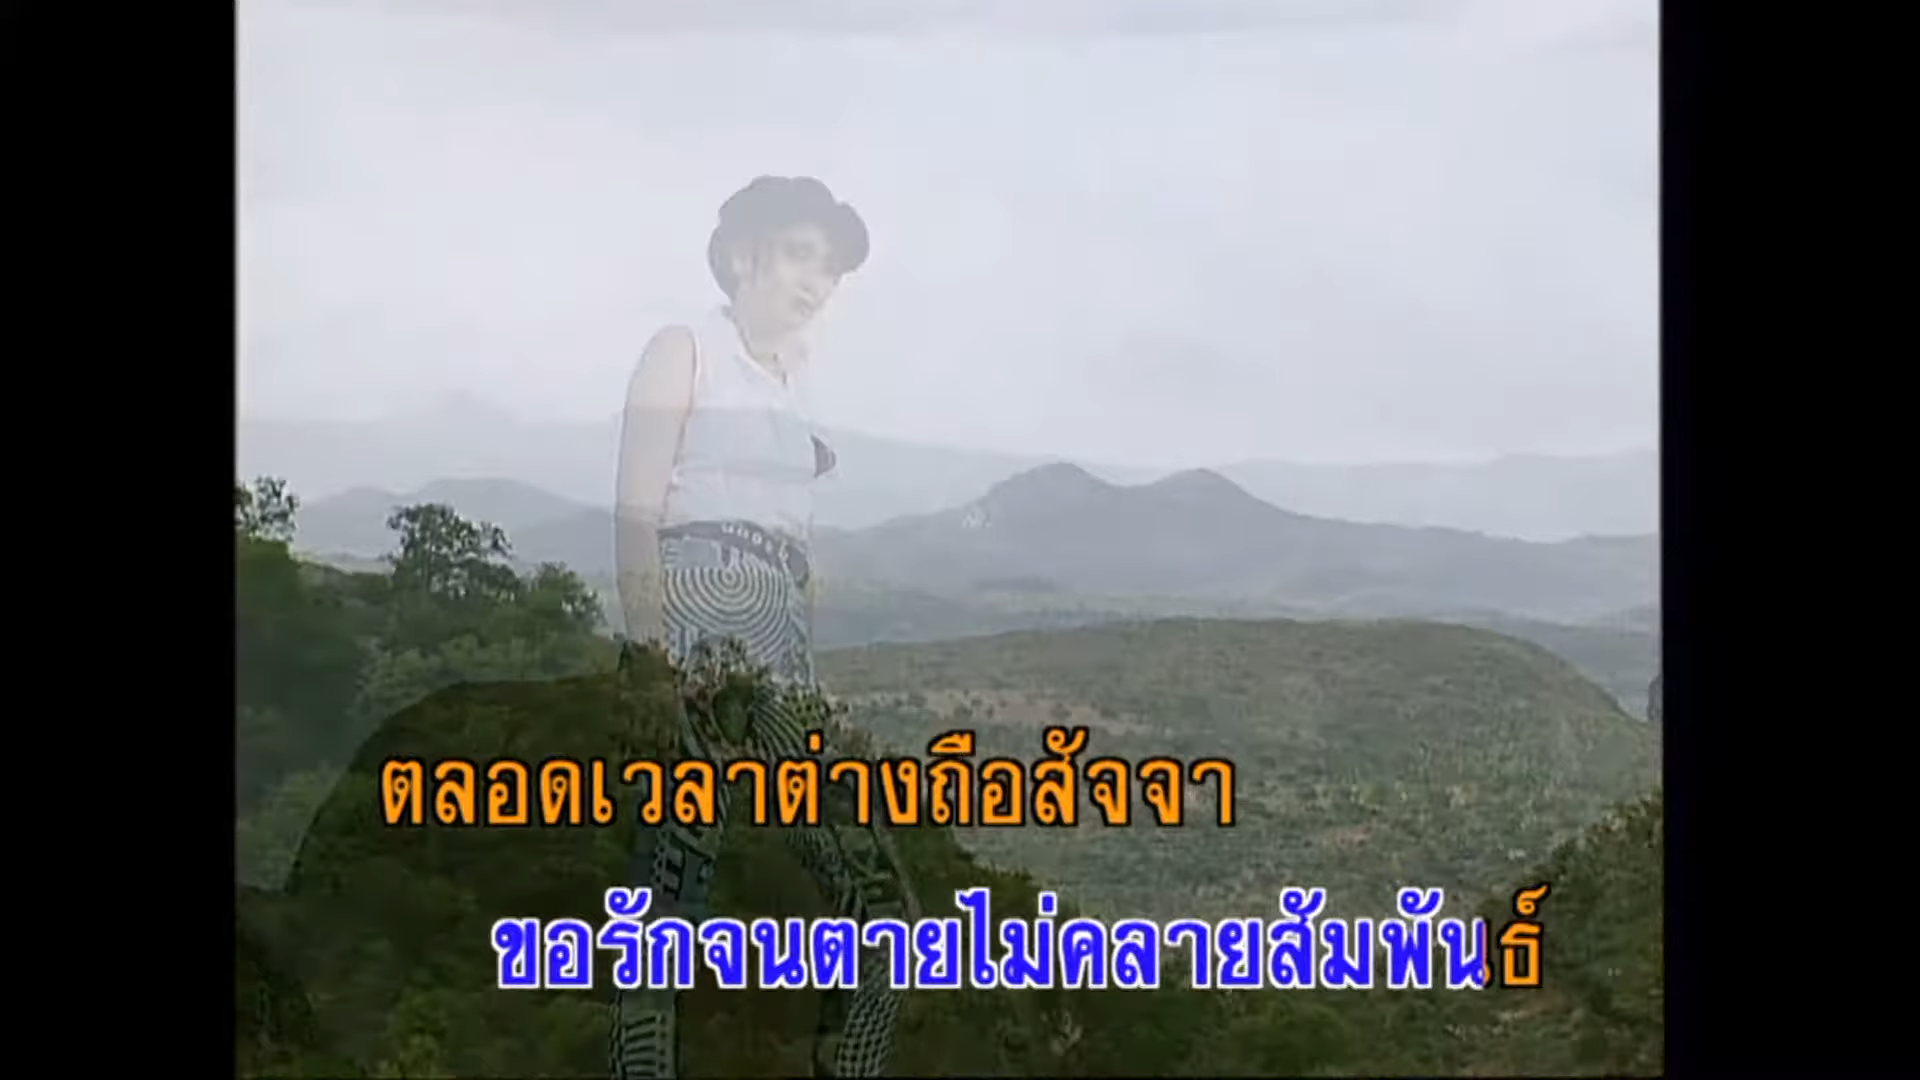 ตลอดเวลาต่างถือสัจจา
ขอรักจนตายไม่คลายสัมพันธ์